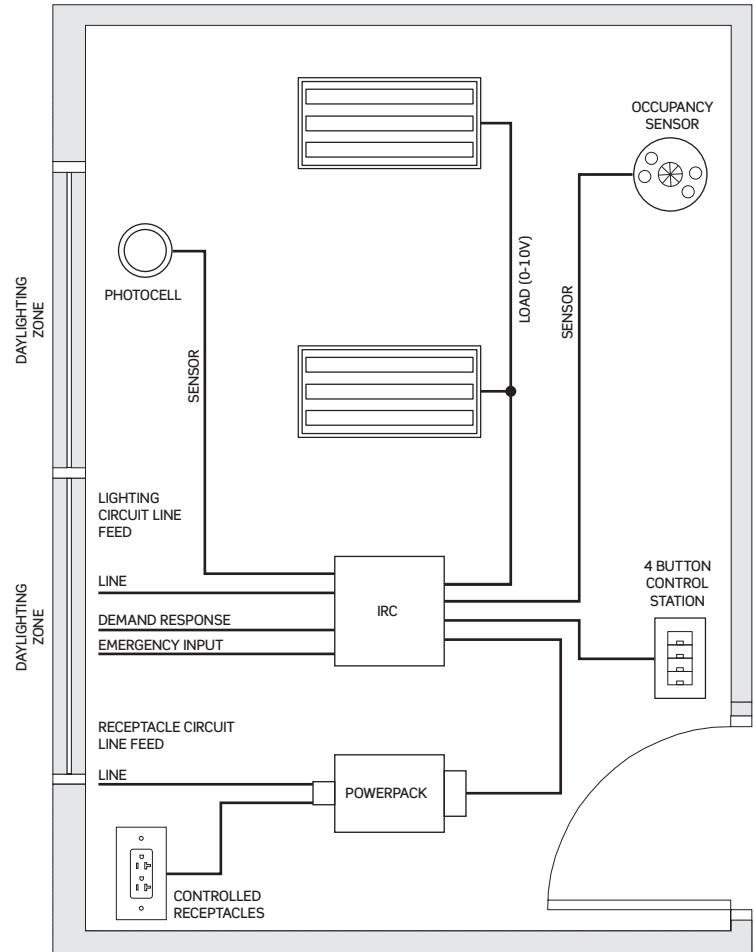 OCCUPANCY
SENSOR
PHOTOCELL
DAYLIGHTING
ZONE
SENSOR
LOAD (0-10V)
SENSOR
LIGHTING
CIRCUIT LINE
FEED
LINE
DEMAND RESPONSE
EMERGENCY INPUT
IRC
4 BUTTON
CONTROL
STATION
DAYLIGHTING
ZONE
RECEPTACLE CIRCUIT
LINE FEED
LINE
POWERPACK
CONTROLLED
RECEPTACLES